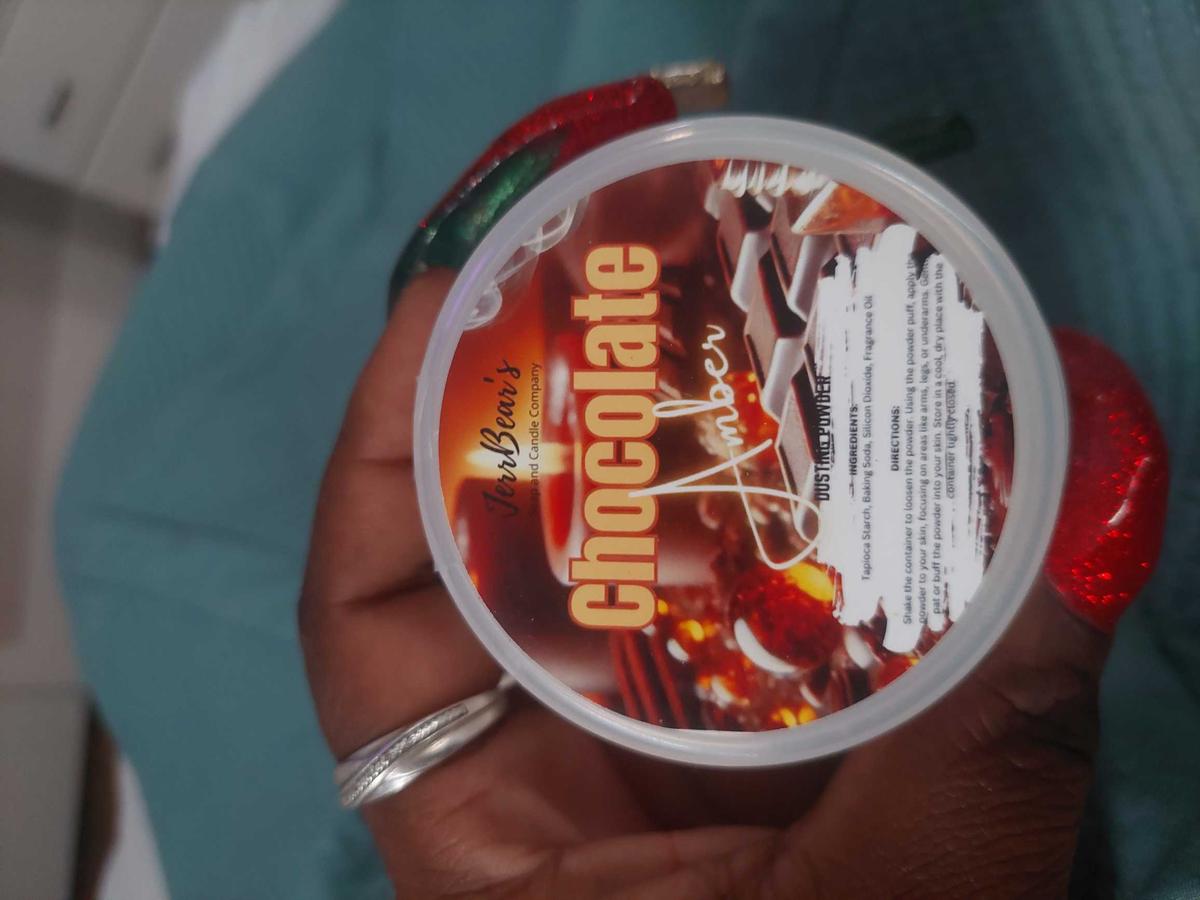 JerrBear's
and Candle Company
Chocolate
Amber
DUSTING POWDER
INGREDIENTS:
Tapioca Starch, Baking Soda, Silicon Dioxide, Fragrance Oil
DIRECTIONS:
Shake the container to loosen the powder. Using the powder puff, apply
powder to your skin, focusing on areas like arms, legs, or underarms.
pat or buff the powder into your skin. Store in a cool, dry place with the
container tightly closed.